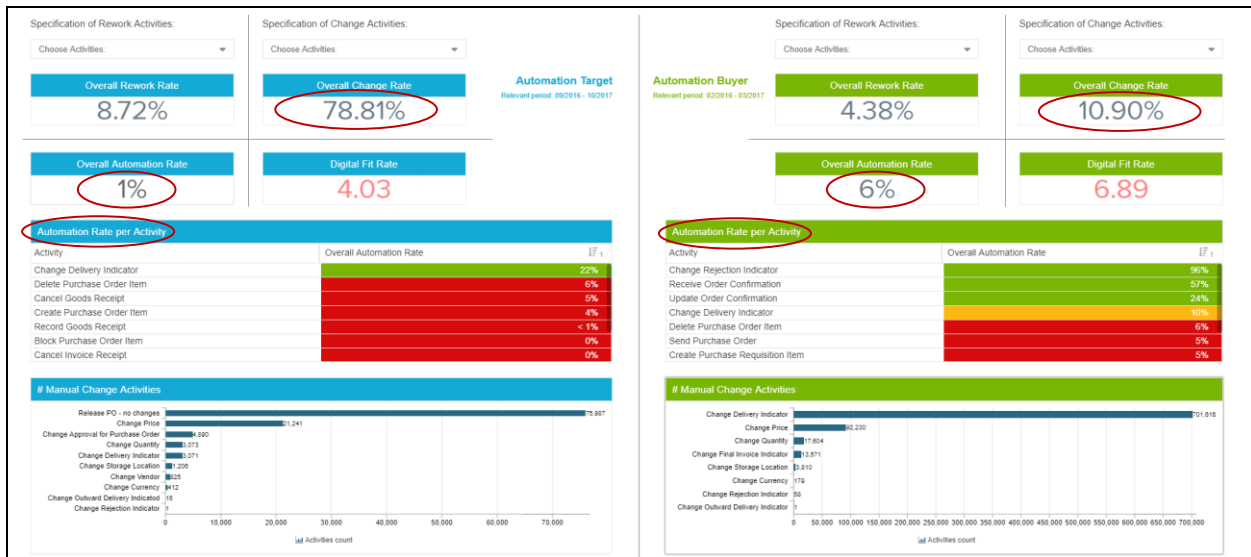 Specification of Rework Activities:
Specification of Change Activities:
Choose Activities:
Choose Activities:
Overall Rework Rate
8.72%
Overall Change Rate
78.81%
Automation Target
Relevant period: 09/2016 - 10/2017
Overall Automation Rate
1%
Digital Fit Rate
4.03
Automation Rate per Activity
Activity Overall Automation Rate 1
Change Delivery Indicator 22%
Delete Purchase Order Item 6%
Cancel Goods Receipt 5%
Create Purchase Order Item 4%
Record Goods Receipt < 1%
Block Purchase Order Item 0%
Cancel Invoice Receipt 0%
# Manual Change Activities
Release PO - no changes 75,987
Change Price 21,241
Change Approval for Purchase Order 4,890
Change Quantity 3,073
Change Delivery Indicator 3,071
Change Storage Location 1,206
Change Vendor 825
Change Currency 412
Change Outward Delivery Indicatod 15
Change Rejection Indicator 1
0 10,000 20,000 30,000 40,000 50,000 60,000 70,000
Activities count
Specification of Rework Activities:
Specification of Change Activities:
Choose Activities:
Choose Activities:
Automation Buyer
Relevant period: 02/2016 - 03/2017
Overall Rework Rate
4.38%
Overall Change Rate
10.90%
Overall Automation Rate
6%
Digital Fit Rate
6.89
Automation Rate per Activity
Activity Overall Automation Rate 1
Change Rejection Indicator 96%
Receive Order Confirmation 57%
Update Order Confirmation 24%
Change Delivery Indicator 10%
Delete Purchase Order Item 6%
Send Purchase Order 5%
Create Purchase Requisition Item 5%
# Manual Change Activities
Change Delivery Indicator 701,616
Change Price 92,230
Change Quantity 17,604
Change Final Invoice Indicator 13,571
Change Storage Location 3,810
Change Currency 179
Change Rejection Indicator 58
Change Outward Delivery Indicator 1
0 50,000 100,000 150,000 200,000 250,000 300,000 350,000 400,000 450,000 500,000 550,000 600,000 650,000 700,000
Activities count